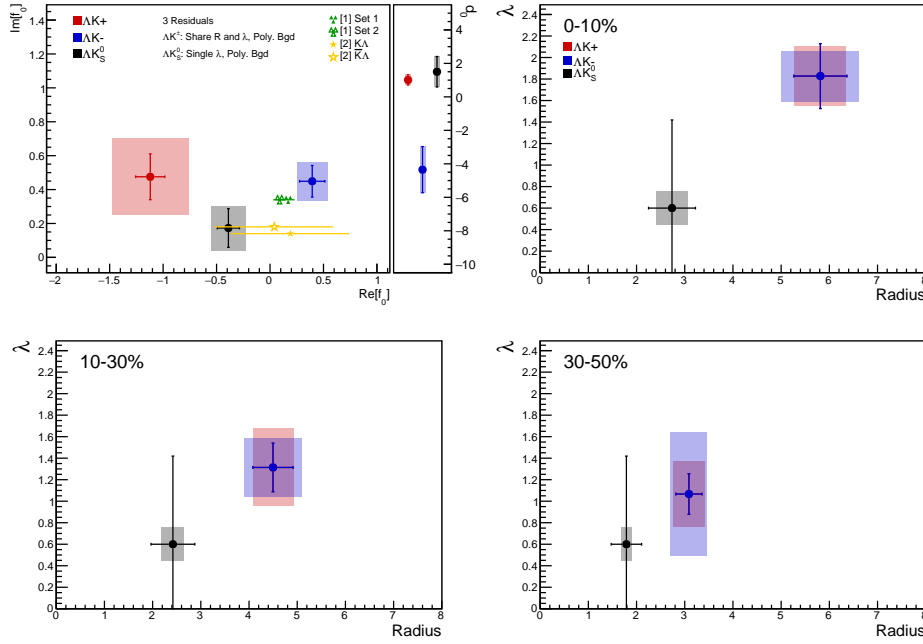 Im[f₀]
1.4
1.2
1
0.8
0.6
0.4
0.2
0
ΛK+
ΛK-
ΛK⁰S
3 Residuals
ΛK±: Share R and λ, Poly. Bgd
ΛK⁰S: Single λ, Poly. Bgd
[1] Set 1
[1] Set 2
[2] KΛ
[2] K̅Λ
−2 −1.5 −1 −0.5 0 0.5 1
Re[f₀]
d₀
4
2
0
−2
−4
−6
−8
−10
λ
2.4
2.2
2
1.8
1.6
1.4
1.2
1
0.8
0.6
0.4
0.2
0
ΛK+
ΛK-
ΛK⁰S
0-10%
0 1 2 3 4 5 6 7 8
Radius
λ
2.4
2.2
2
1.8
1.6
1.4
1.2
1
0.8
0.6
0.4
0.2
0
10-30%
0 1 2 3 4 5 6 7 8
Radius
λ
2.4
2.2
2
1.8
1.6
1.4
1.2
1
0.8
0.6
0.4
0.2
0
30-50%
0 1 2 3 4 5 6 7 8
Radius